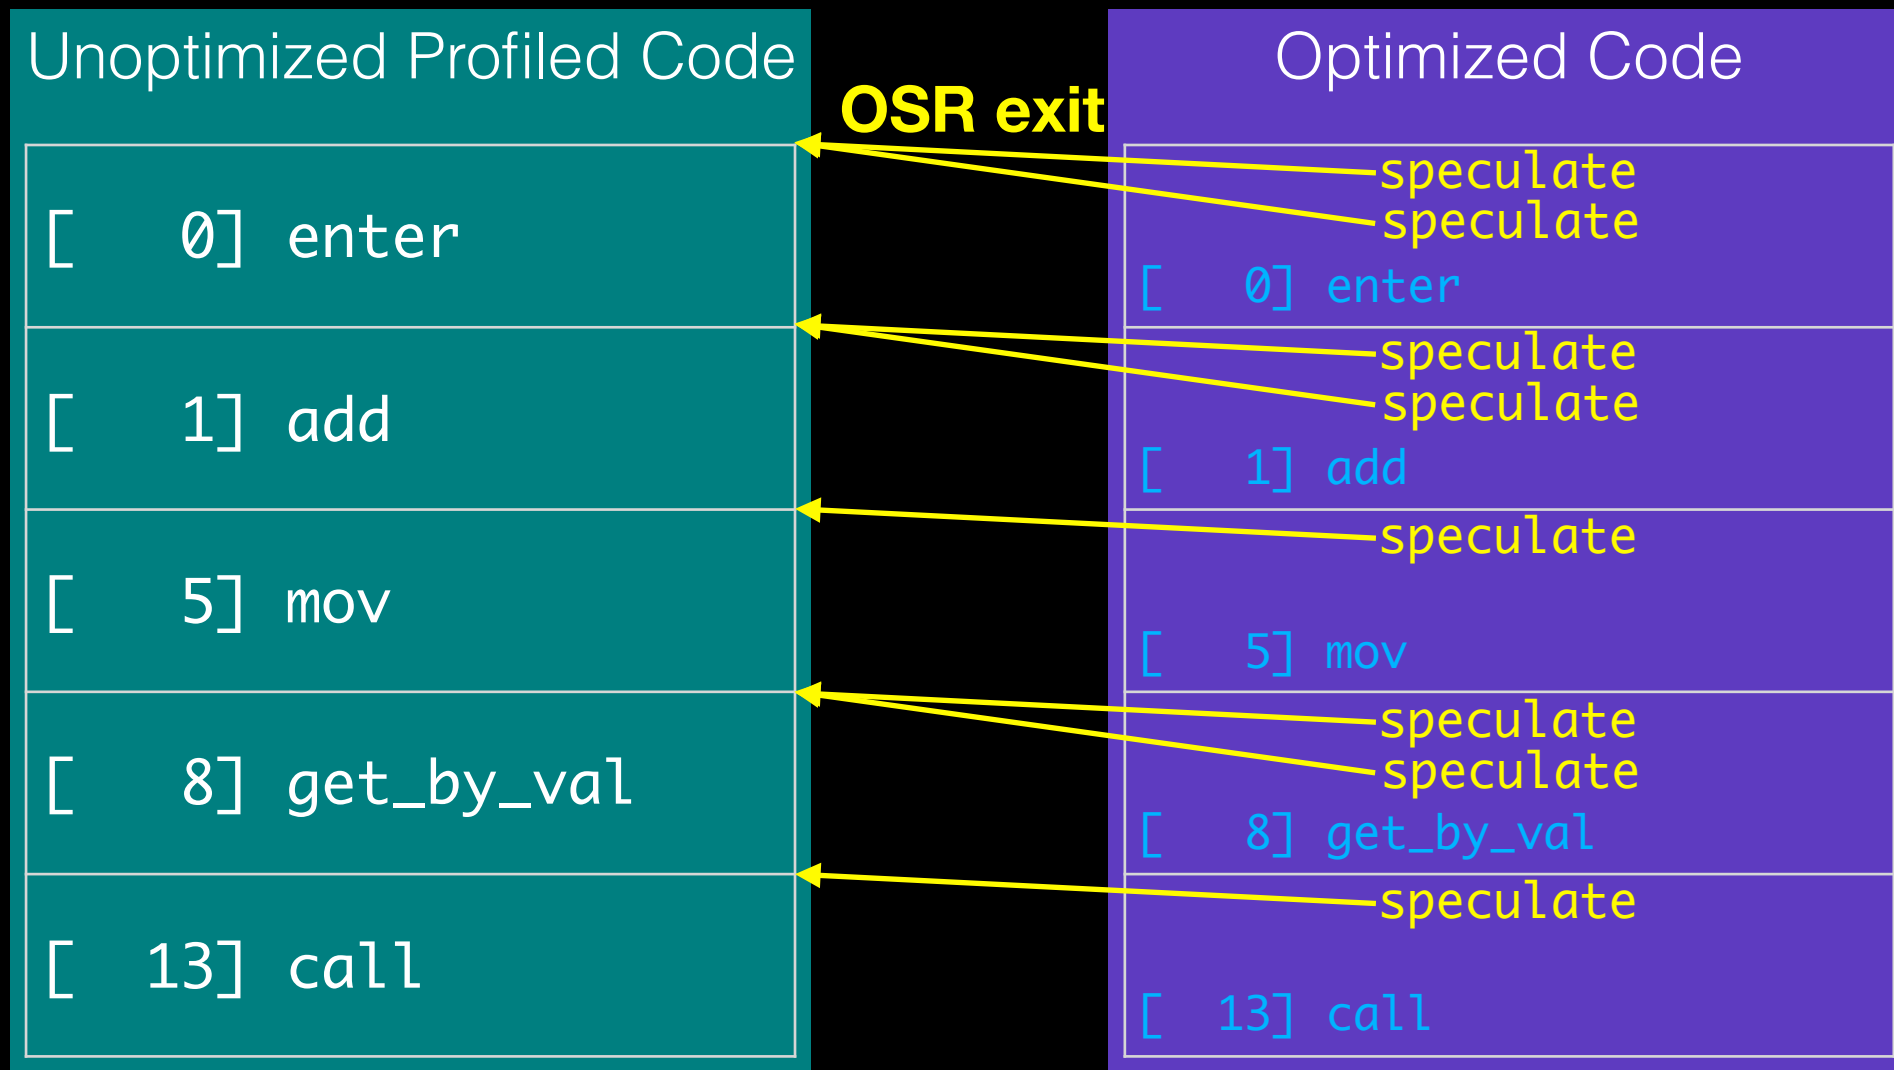 Unoptimized Profiled Code
[   0] enter
[   1] add
[   5] mov
[   8] get_by_val
[  13] call
OSR exit
Optimized Code
speculate
speculate
[   0] enter
speculate
speculate
[   1] add
speculate
[   5] mov
speculate
speculate
[   8] get_by_val
speculate
[  13] call